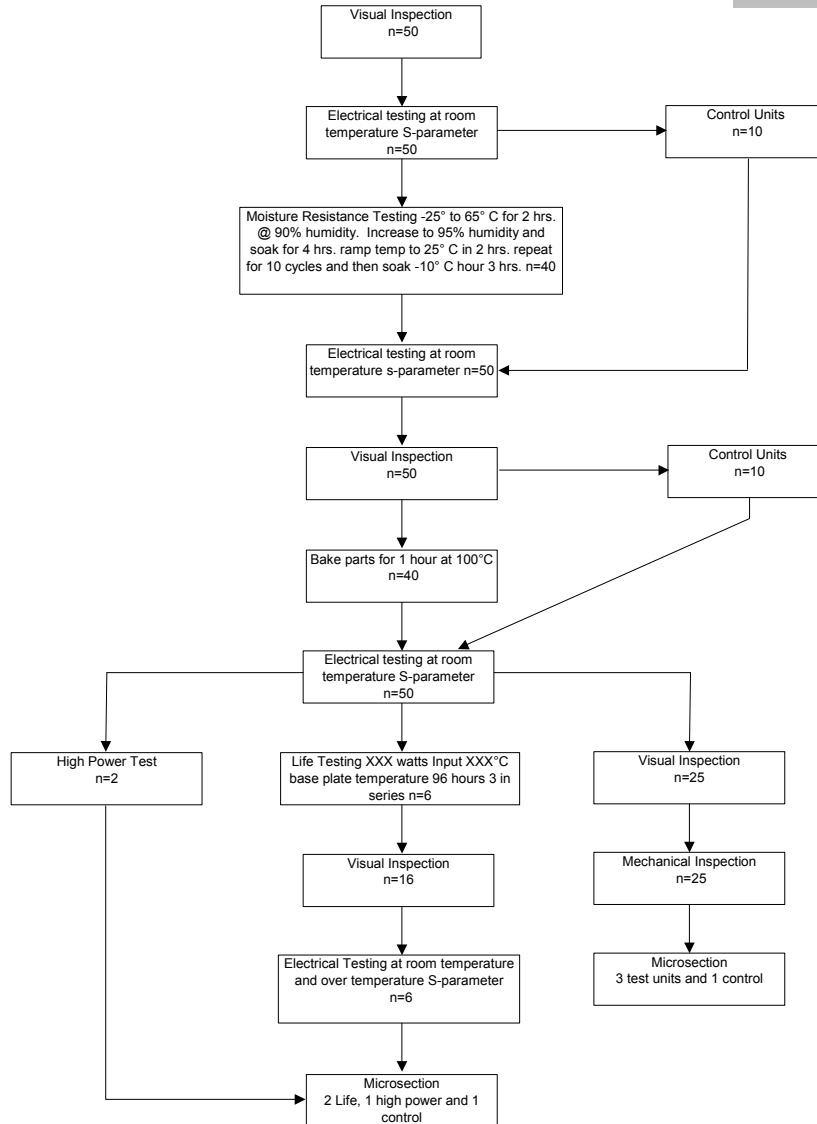 Visual Inspection
n=50
Electrical testing at room
temperature S-parameter
n=50
Control Units
n=10
Moisture Resistance Testing -25° to 65° C for 2 hrs.
@ 90% humidity.  Increase to 95% humidity and
soak for 4 hrs. ramp temp to 25° C in 2 hrs. repeat
for 10 cycles and then soak -10° C hour 3 hrs. n=40
Electrical testing at room
temperature s-parameter n=50
Visual Inspection
n=50
Control Units
n=10
Bake parts for 1 hour at 100°C
n=40
Electrical testing at room
temperature S-parameter
n=50
High Power Test
n=2
Life Testing XXX watts Input XXX°C
base plate temperature 96 hours 3 in
series n=6
Visual Inspection
n=25
Visual Inspection
n=16
Mechanical Inspection
n=25
Electrical Testing at room temperature
and over temperature S-parameter
n=6
Microsection
3 test units and 1 control
Microsection
2 Life, 1 high power and 1
control